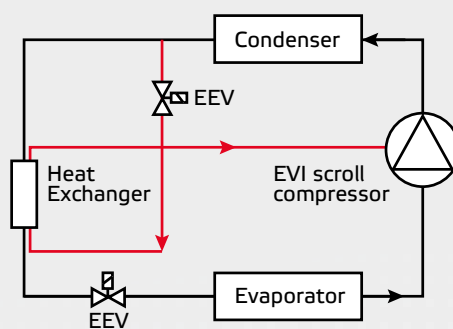 Condenser
EEV
Heat
Exchanger
EVI scroll
compressor
Evaporator
EEV